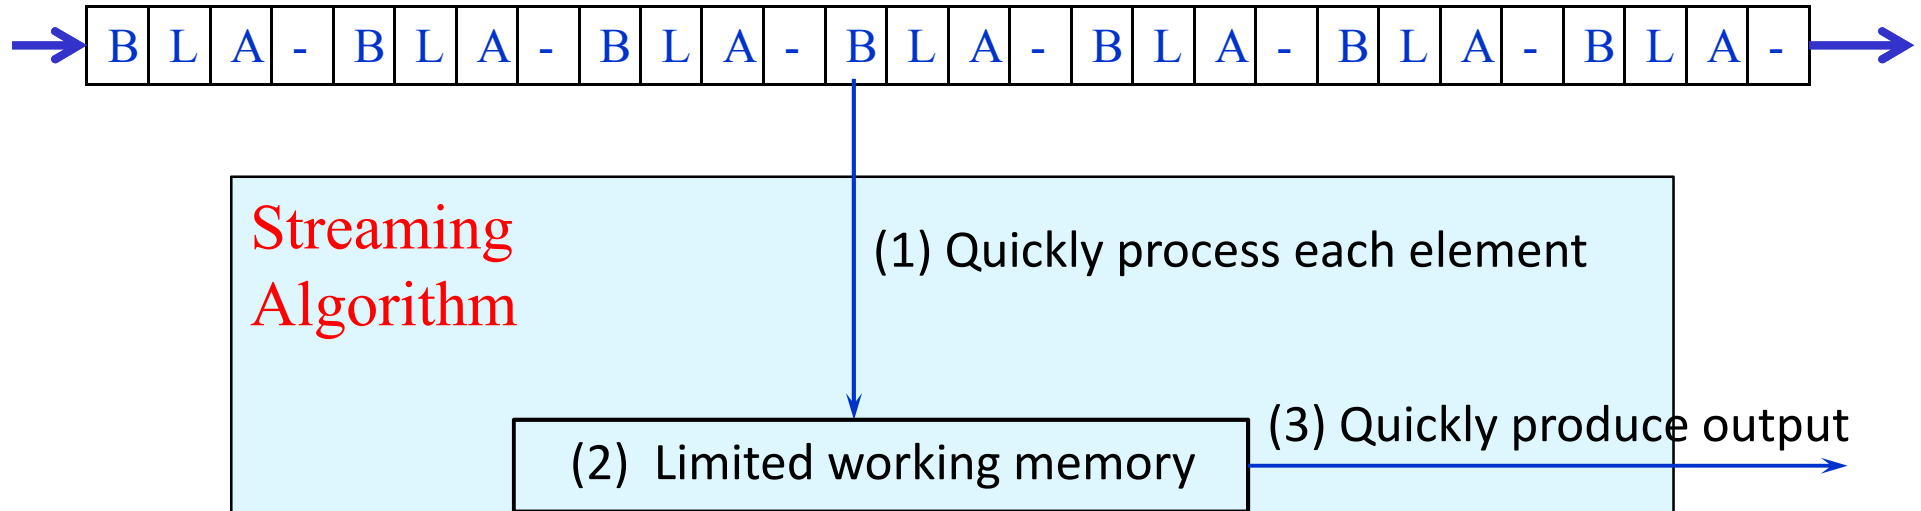 B L A - B L A - B L A - B L A - B L A - B L A - B L A -
Streaming
Algorithm
(1) Quickly process each element
(3) Quickly produce output
(2) Limited working memory